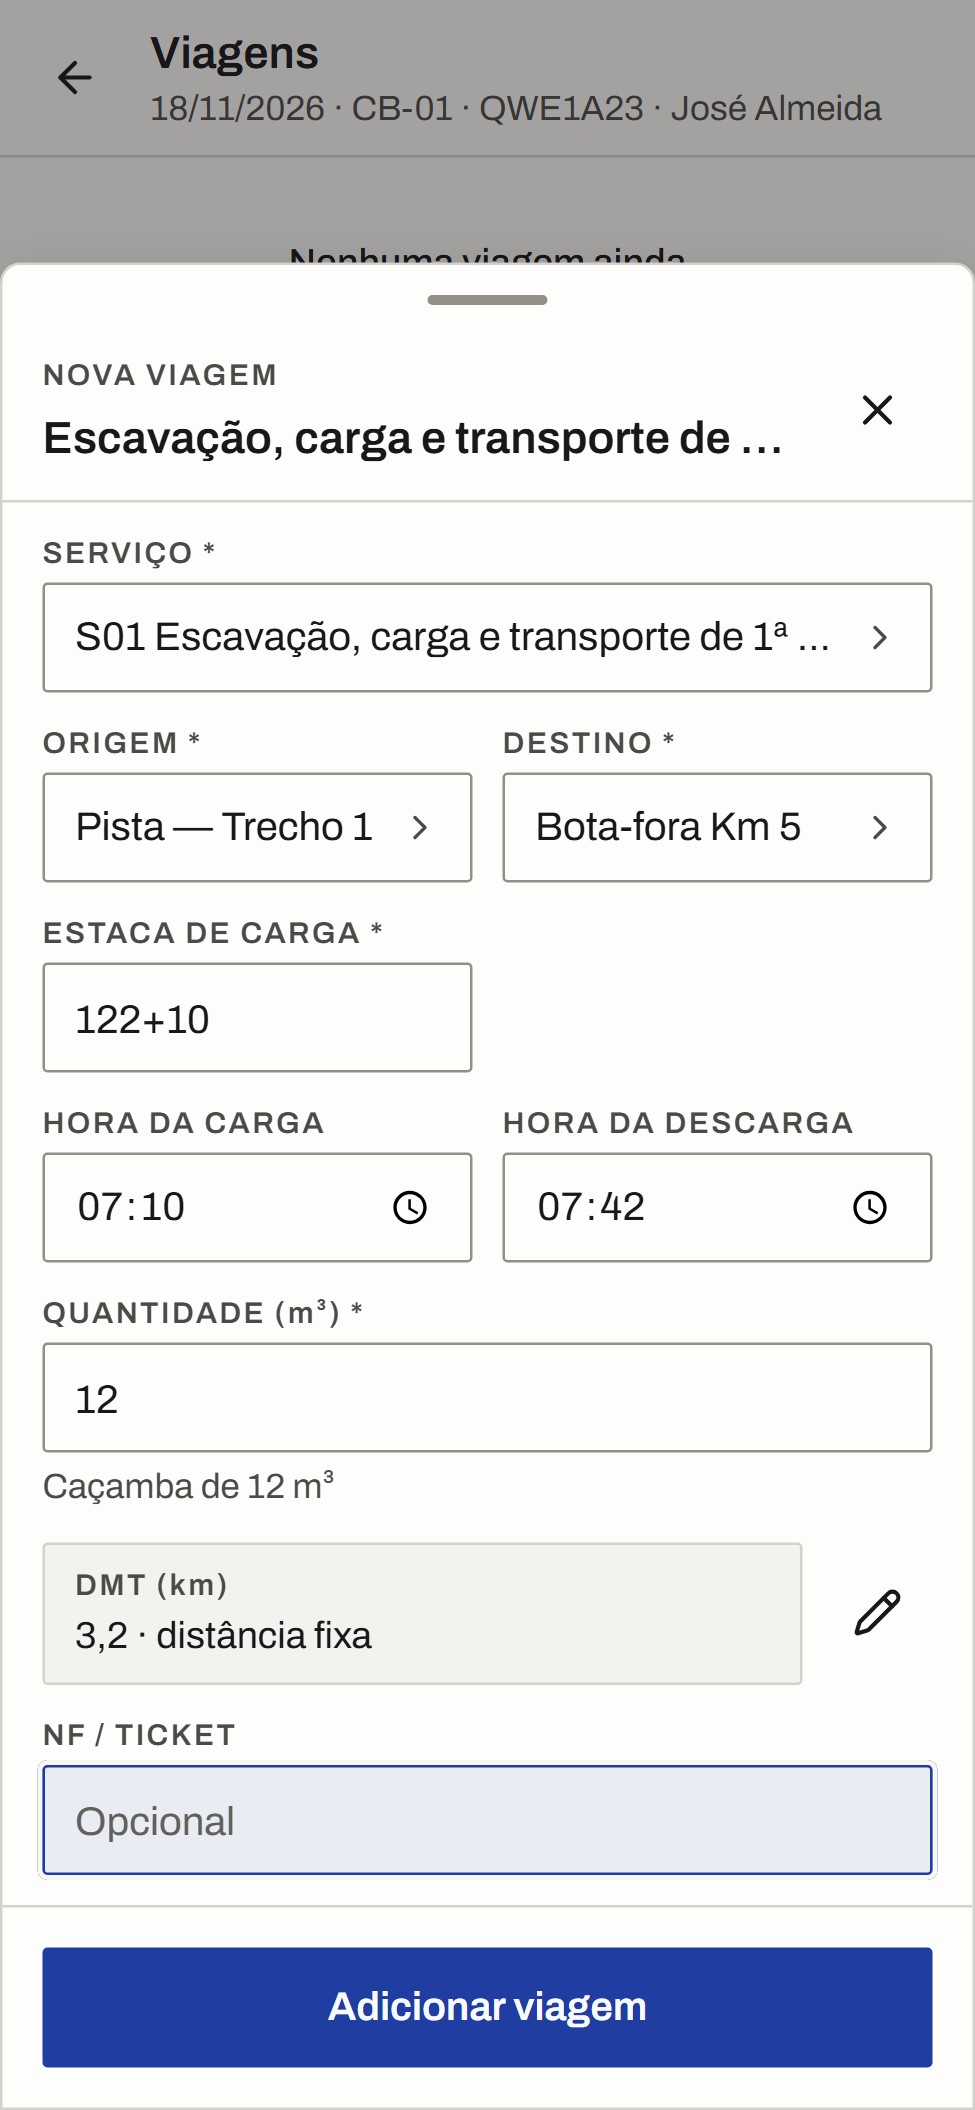 Viagens
18/11/2026 · CB-01 · QWE1A23 · José Almeida
Nenhuma viagem ainda
NOVA VIAGEM
Escavação, carga e transporte de ...
SERVIÇO *
S01 Escavação, carga e transporte de 1ª ...
ORIGEM *
DESTINO *
Pista — Trecho 1
Bota-fora Km 5
ESTACA DE CARGA *
122+10
HORA DA CARGA
HORA DA DESCARGA
07:10
07:42
QUANTIDADE (m³) *
12
Caçamba de 12 m³
DMT (km)
3,2 · distância fixa
NF / TICKET
Opcional
Adicionar viagem